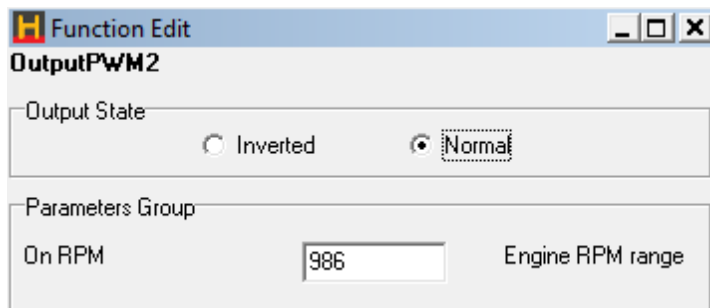 Function Edit
OutputPWM2
Output State
Inverted Normal
Parameters Group
On RPM 986 Engine RPM range